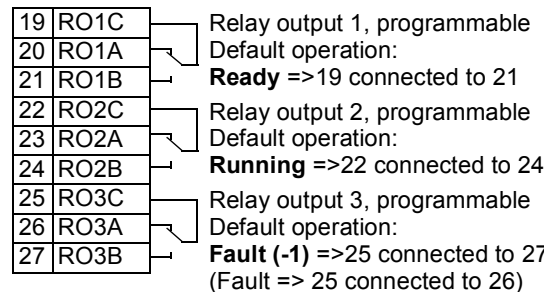 19 RO1C Relay output 1, programmable
20 RO1A Default operation:
21 RO1B Ready =>19 connected to 21
22 RO2C Relay output 2, programmable
23 RO2A Default operation:
24 RO2B Running =>22 connected to 24
25 RO3C Relay output 3, programmable
26 RO3A Default operation:
27 RO3B Fault (-1) =>25 connected to 27
(Fault => 25 connected to 26)